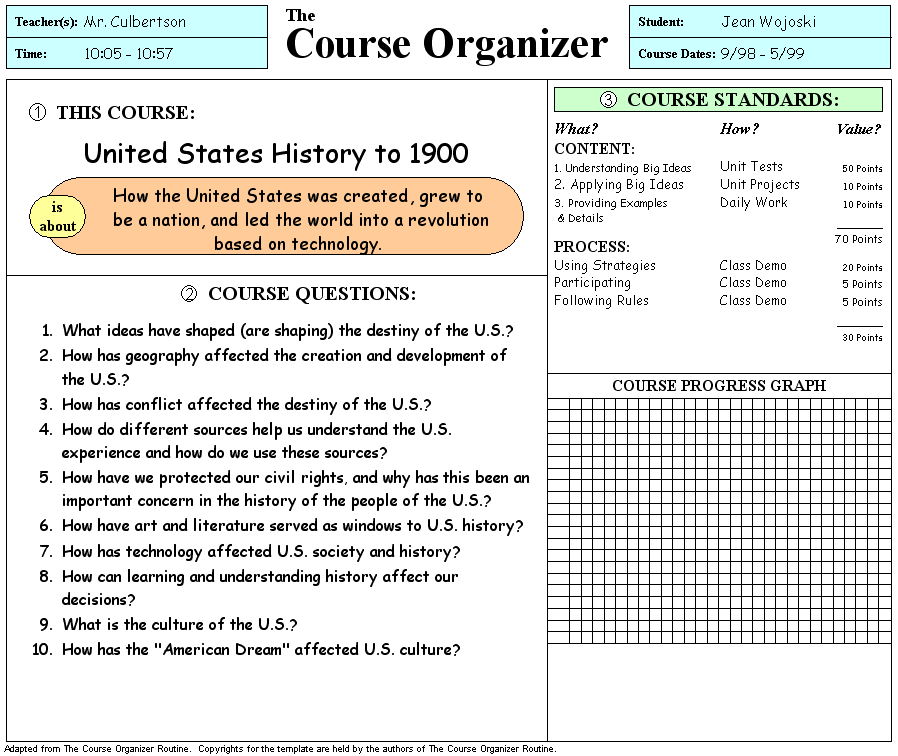 Teacher(s): Mr. Culbertson
Time: 10:05 - 10:57
The
Course Organizer
Student: Jean Wojoski
Course Dates: 9/98 - 5/99
① THIS COURSE:
United States History to 1900
is
about
How the United States was created, grew to
be a nation, and led the world into a revolution
based on technology.
② COURSE QUESTIONS:
1. What ideas have shaped (are shaping) the destiny of the U.S.?
2. How has geography affected the creation and development of
the U.S.?
3. How has conflict affected the destiny of the U.S.?
4. How do different sources help us understand the U.S.
experience and how do we use these sources?
5. How have we protected our civil rights, and why has this been an
important concern in the history of the people of the U.S.?
6. How have art and literature served as windows to U.S. history?
7. How has technology affected U.S. society and history?
8. How can learning and understanding history affect our
decisions?
9. What is the culture of the U.S.?
10. How has the "American Dream" affected U.S. culture?
③ COURSE STANDARDS:
What? How? Value?
CONTENT:
1. Understanding Big Ideas Unit Tests 50 Points
2. Applying Big Ideas Unit Projects 10 Points
3. Providing Examples Daily Work 10 Points
& Details
70 Points
PROCESS:
Using Strategies Class Demo 20 Points
Participating Class Demo 5 Points
Following Rules Class Demo 5 Points
30 Points
COURSE PROGRESS GRAPH
Adapted from The Course Organizer Routine. Copyrights for the template are held by the authors of The Course Organizer Routine.